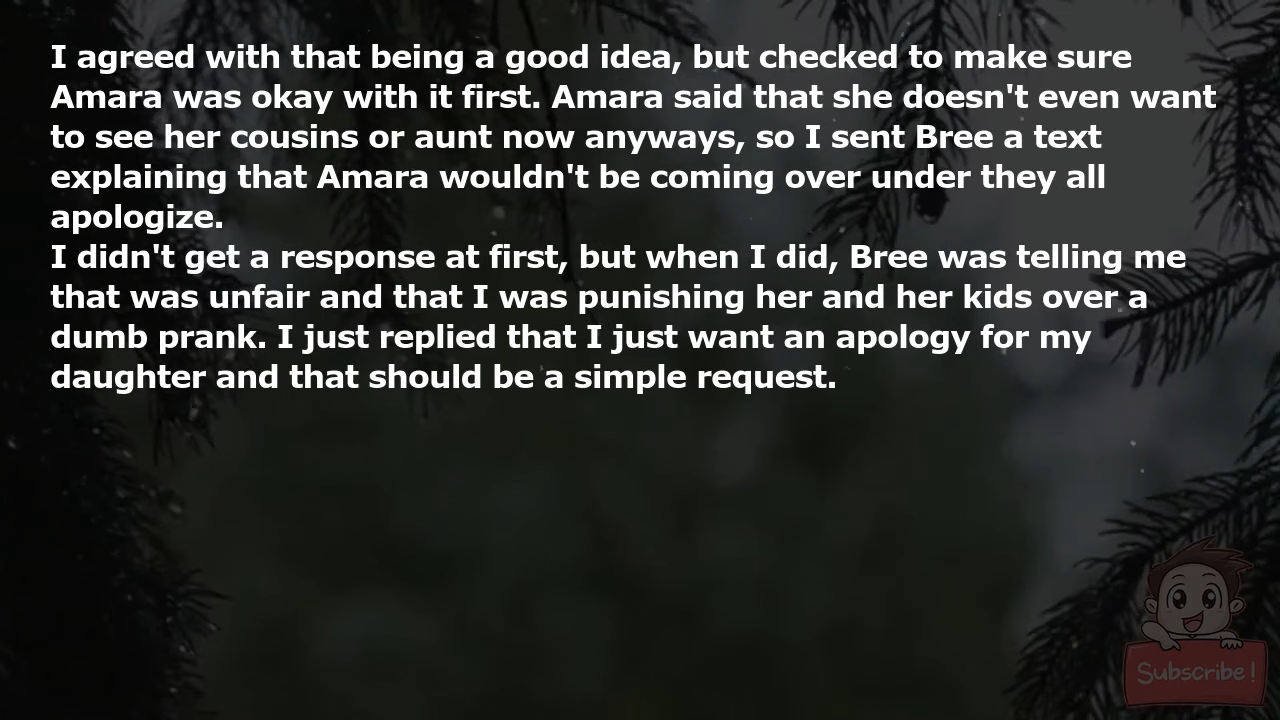 I agreed with that being a good idea, but checked to make sure
Amara was okay with it first. Amara said that she doesn't even want
to see her cousins or aunt now anyways, so I sent Bree a text
explaining that Amara wouldn't be coming over under they all
apologize.
I didn't get a response at first, but when I did, Bree was telling me
that was unfair and that I was punishing her and her kids over a
dumb prank. I just replied that I just want an apology for my
daughter and that should be a simple request.
Subscribe!